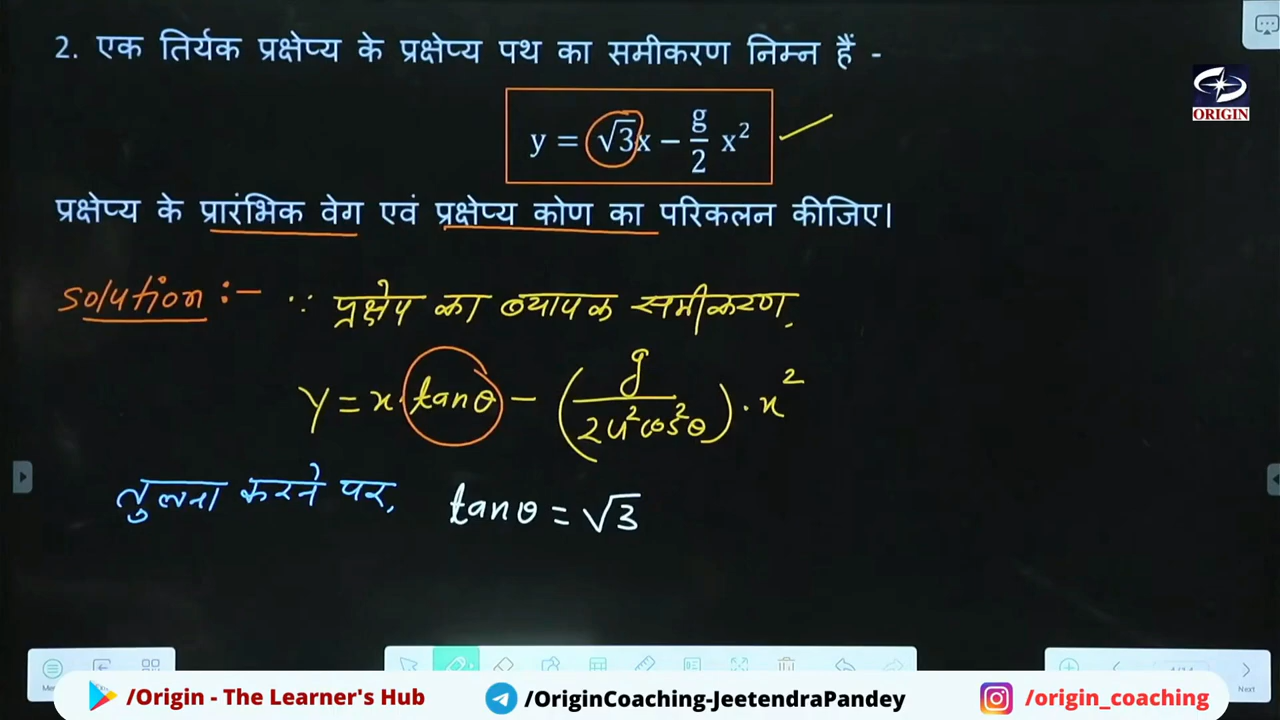 2. एक तिर्यक प्रक्षेप्य के प्रक्षेप्य पथ का समीकरण निम्न हैं -
ORIGIN
y = √3x − g/2 x²
प्रक्षेप्य के प्रारंभिक वेग एवं प्रक्षेप्य कोण का परिकलन कीजिए।
Solution :- ∵ प्रक्षेप का व्यापक समीकरण,
y = x·tanθ − (g/2u²cos²θ)·x²
तुलना करने पर, tanθ = √3
Next
/Origin - The Learner's Hub /OriginCoaching-JeetendraPandey /origin_coaching